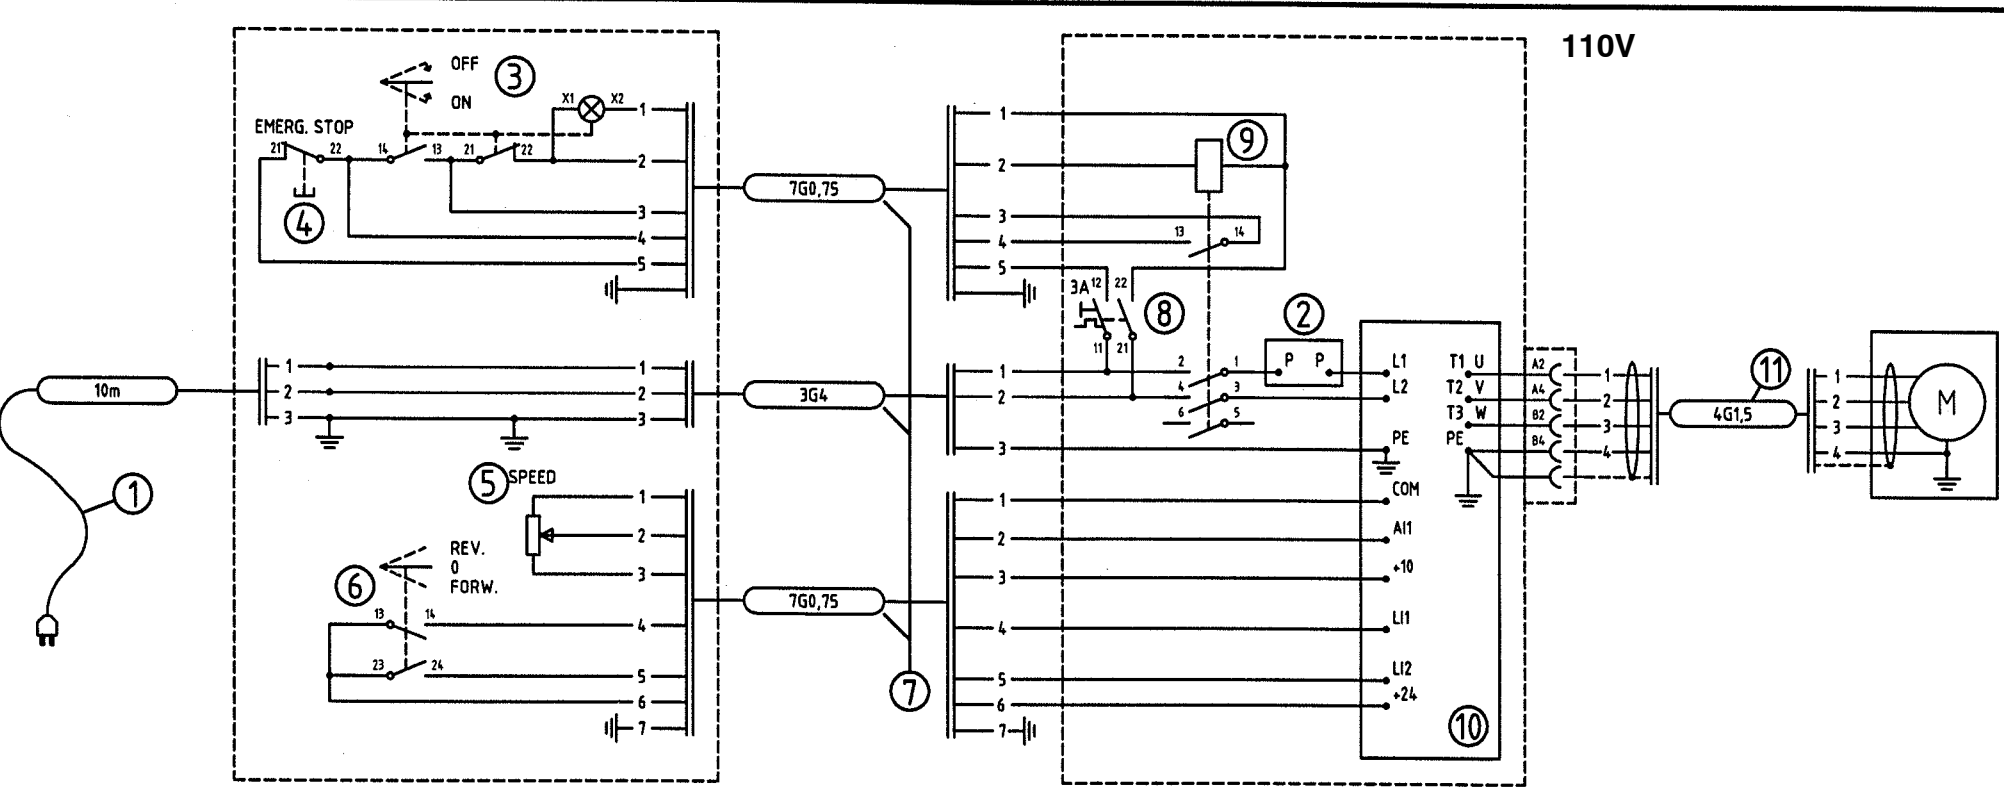 110V
OFF
3
ON
X1 X2 1
EMERG. STOP
21 22 14 13 21 22 2
4
3
4
5
7G0,75
1
2
3
4
5
9
13 14
3A 12 22
8
11 21
2
10m
1 1
2 2
3 3
3G4
1
2
3
2 1
4 3
6 5
P P
L1
L2
PE
COM
AI1
+10
LI1
LI2
+24
T1 U
T2 V
T3 W
PE
10
A2 1
A4 2
B2 3
B4 4
11
4G1,5
1
2
3
4
M
1
5 SPEED
1
2
3
REV.
0
FORW.
6
13 14 4
23 24 5
6
7
7G0,75
7
1
2
3
4
5
6
7